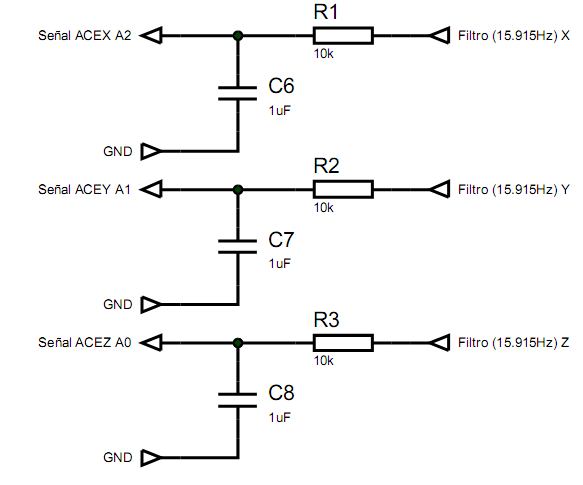 R1
Señal ACEX A2
Filtro (15.915Hz) X
10k
C6
1uF
GND
R2
Señal ACEY A1
Filtro (15.915Hz) Y
10k
C7
1uF
GND
R3
Señal ACEZ A0
Filtro (15.915Hz) Z
10k
C8
1uF
GND